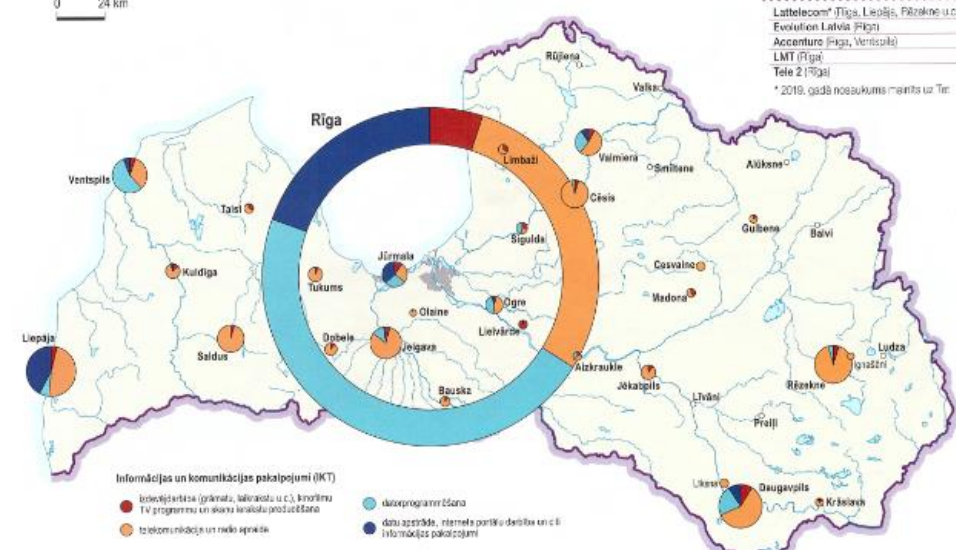 0 24 km
Lattelecom* (Rīga, Liepāja, Rēzekne u.c.
Evolution Latvia (Rīga)
Accenture (Rīga, Ventspils)
LMT (Rīga)
Tele 2 (Rīga)
* 2019. gadā nosaukums mainīts uz Tet
Rūjiena
Valka
Rīga
Limbaži
Valmiera
Smiltene
Alūksne
Ventspils
Cēsis
Talsi
Gulbene
Balvi
Sigulda
Jūrmala
Cesvaine
Kuldīga
Tukums
Madona
Ogre
Olaine
Lielvārde
Liepāja
Saldus
Dobele
Jelgava
Aizkraukle
Ludza
Jēkabpils
Rēzekne
Bauska
Līvāni
Preiļi
Līksna
Daugavpils
Krāslava
Informācijas un komunikācijas pakalpojumi (IKT)
izdevējdarbība (grāmatu, laikrakstu u.c.), kinofilmu
TV programmu un skaņu ierakstu producēšana
telekomunikācija un radio apraide
datorprogrammēšana
datu apstrāde, interneta portālu darbība un citi
informācijas pakalpojumi